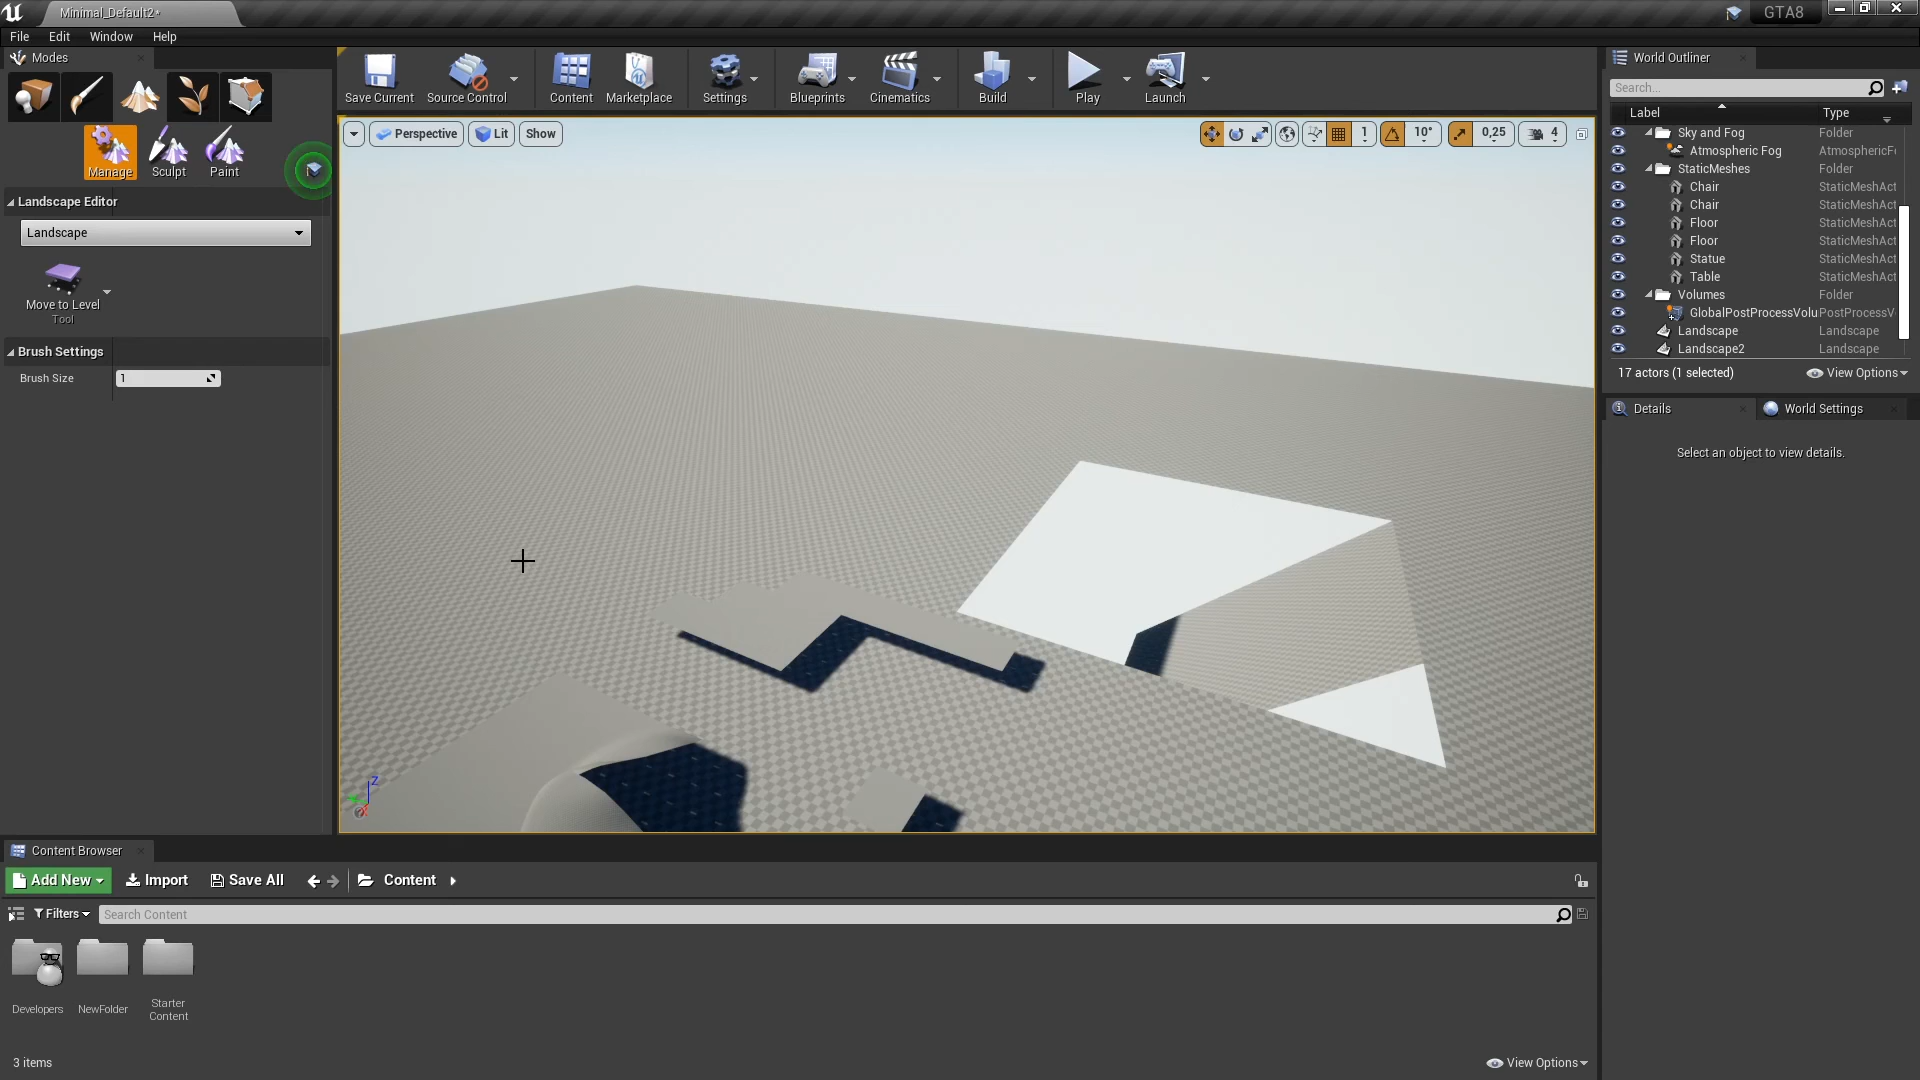 Minimal_Default2*
GTA8
File Edit Window Help
Modes
Save Current Source Control Content Marketplace Settings Blueprints Cinematics Build Play Launch
World Outliner
Search...
Label Type
Manage Sculpt Paint
Perspective Lit Show 1 10° 0,25 4
Landscape Editor
Landscape
Move to Level
Tool
Brush Settings
Brush Size 1
Sky and Fog Folder
Atmospheric Fog AtmosphericF
StaticMeshes Folder
Chair StaticMeshAct
Chair StaticMeshAct
Floor StaticMeshAct
Floor StaticMeshAct
Statue StaticMeshAct
Table StaticMeshAct
Volumes Folder
GlobalPostProcessVolu PostProcessV
Landscape Landscape
Landscape2 Landscape
17 actors (1 selected) View Options
Details World Settings
Select an object to view details.
Z
Content Browser
Add New Import Save All Content
Filters Search Content
Developers NewFolder Starter
Content
3 items View Options